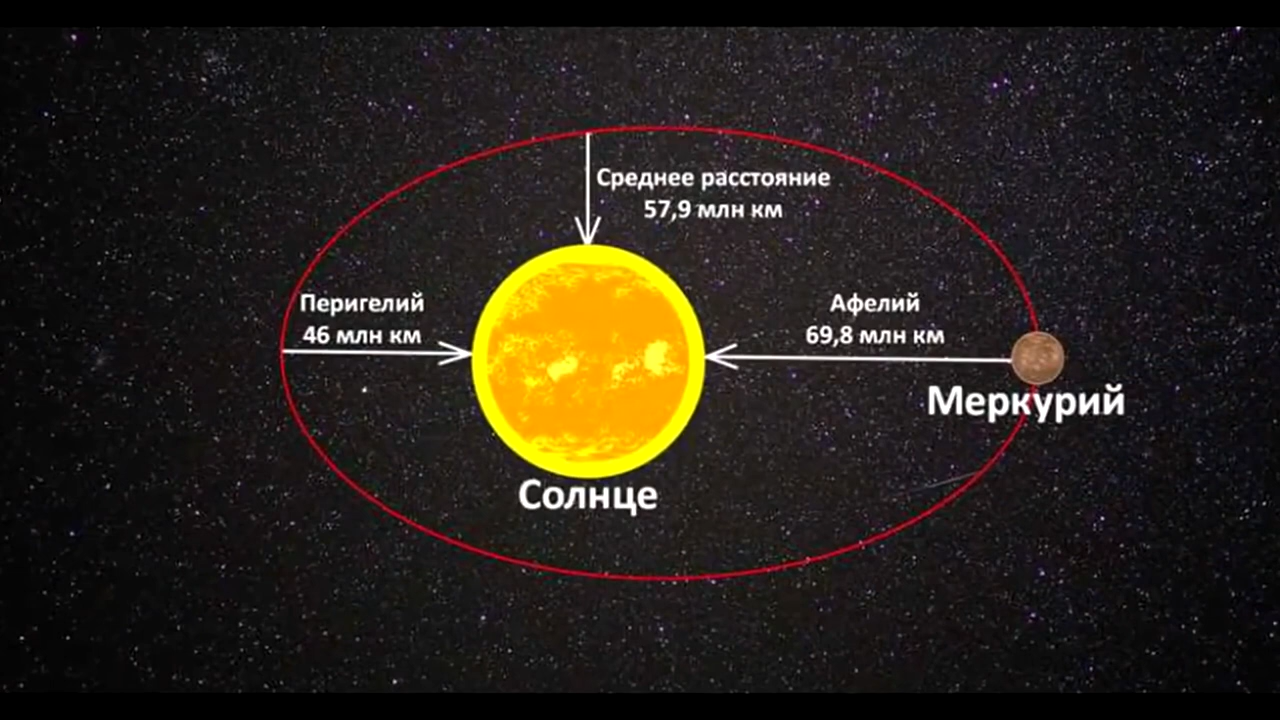 Среднее расстояние
57,9 млн км
Перигелий
46 млн км
Афелий
69,8 млн км
Меркурий
Солнце